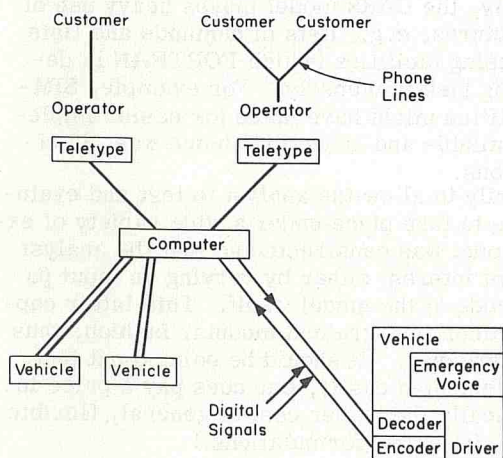 Customer
Customer Customer
Phone
Lines
Operator
Operator
Teletype
Teletype
Computer
Vehicle
Vehicle
Digital
Signals
Vehicle
Emergency
Voice
Decoder
Encoder Driver